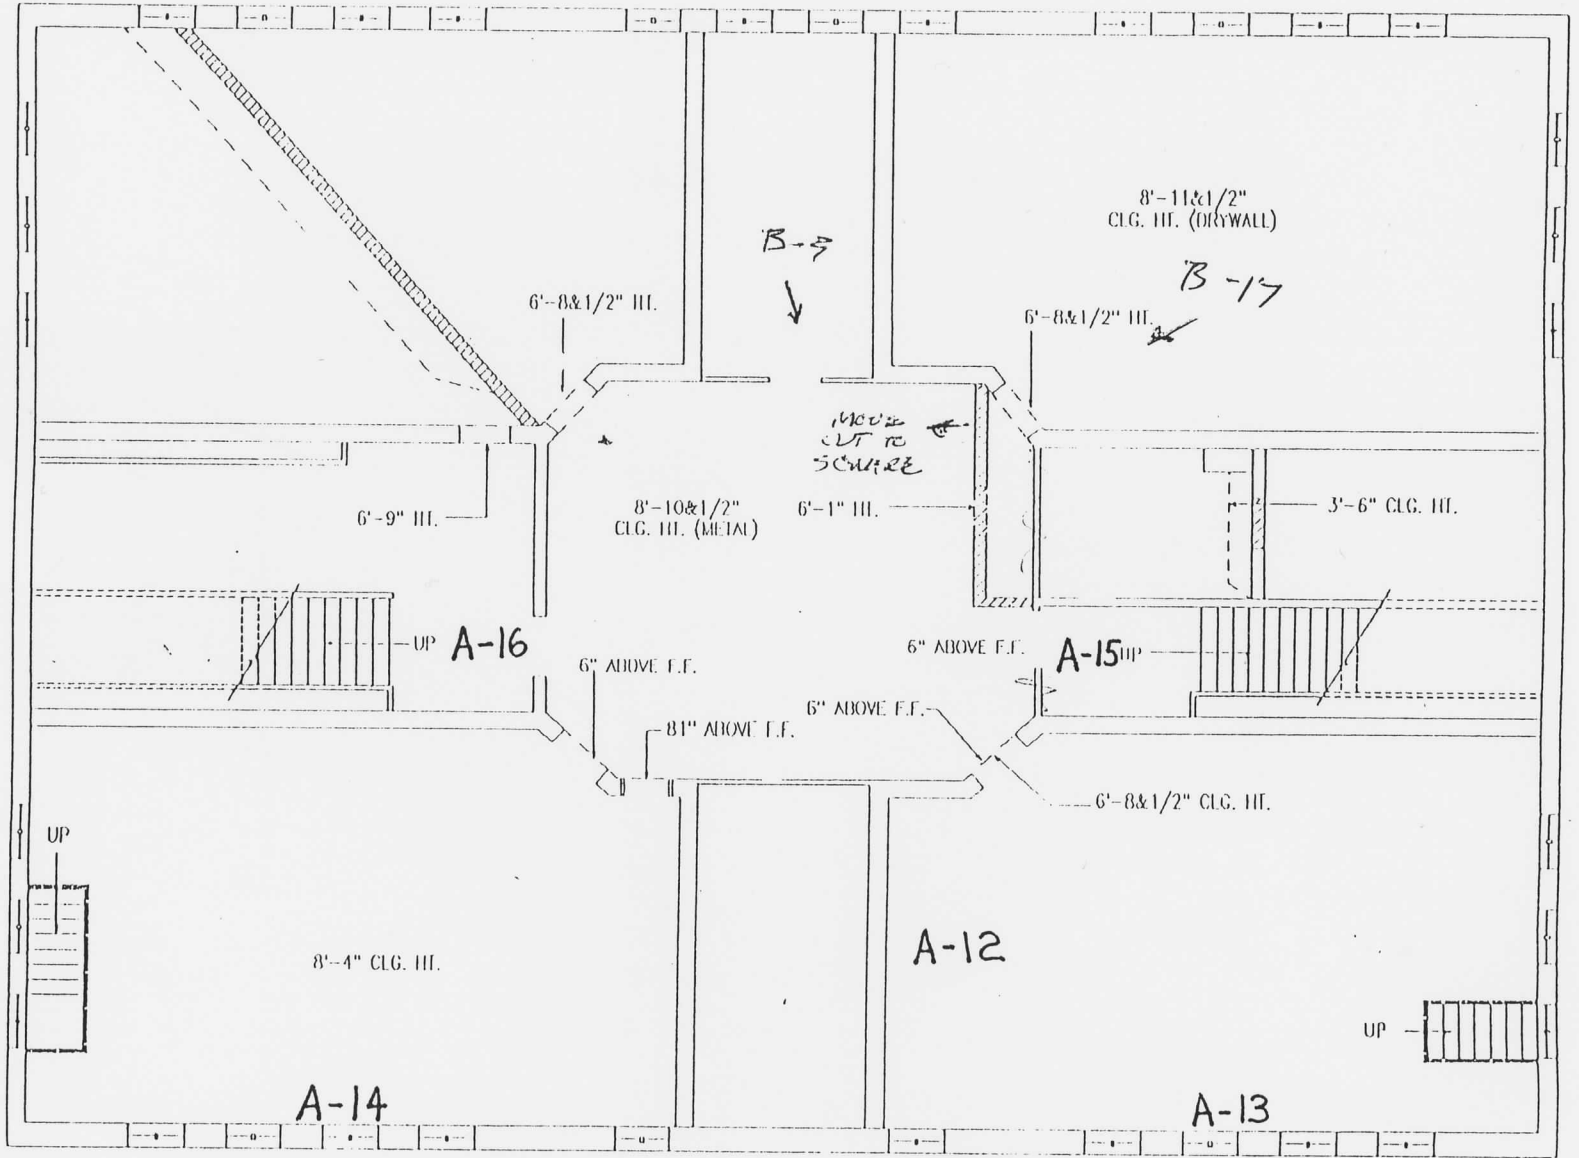 8'-11&1/2"
CLG. HT. (DRYWALL)
B-17
6'-8&1/2" HT.
6'-8&1/2" HT.
MOVE
OUT TO
SQUARE
6'-9" HT.
8'-10&1/2"
CLG. HT. (METAL)
6'-1" HT.
3'-6" CLG. HT.
UP
A-16
6" ABOVE F.F.
6" ABOVE F.F.
A-15
UP
81" ABOVE F.F.
6" ABOVE F.F.
6'-8&1/2" CLG. HT.
UP
8'-4" CLG. HT.
A-12
UP
A-14
A-13